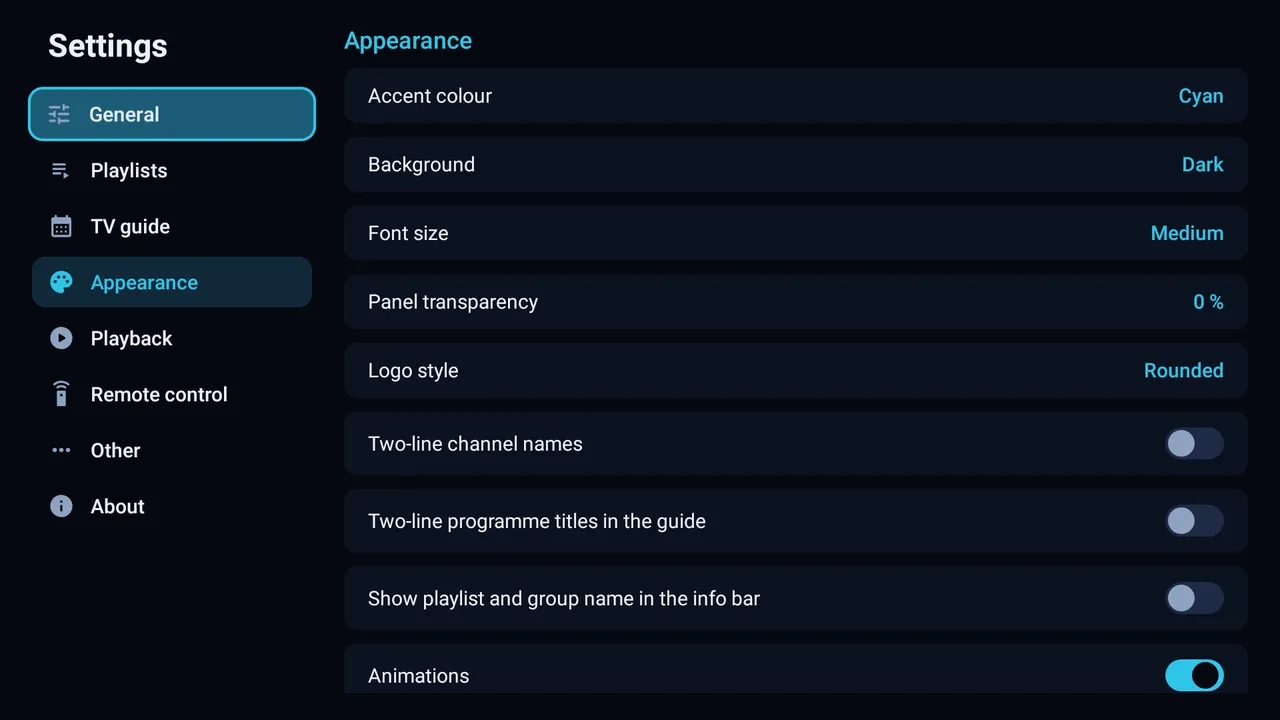 Settings
General
Playlists
TV guide
Appearance
Playback
Remote control
Other
About
Appearance
Accent colour Cyan
Background Dark
Font size Medium
Panel transparency 0 %
Logo style Rounded
Two-line channel names
Two-line programme titles in the guide
Show playlist and group name in the info bar
Animations